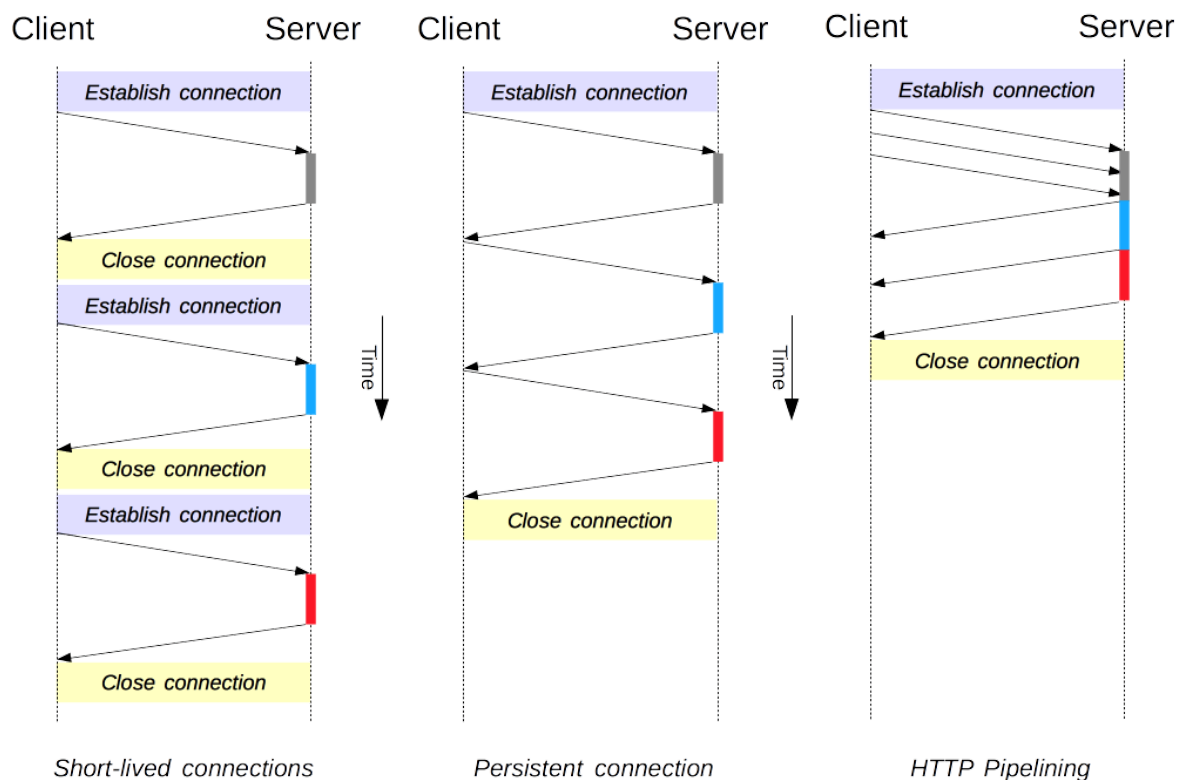 Client Server
Establish connection
Close connection
Establish connection
Close connection
Establish connection
Close connection
Short-lived connections
Time
Client Server
Establish connection
Close connection
Persistent connection
Time
Client Server
Establish connection
Close connection
HTTP Pipelining